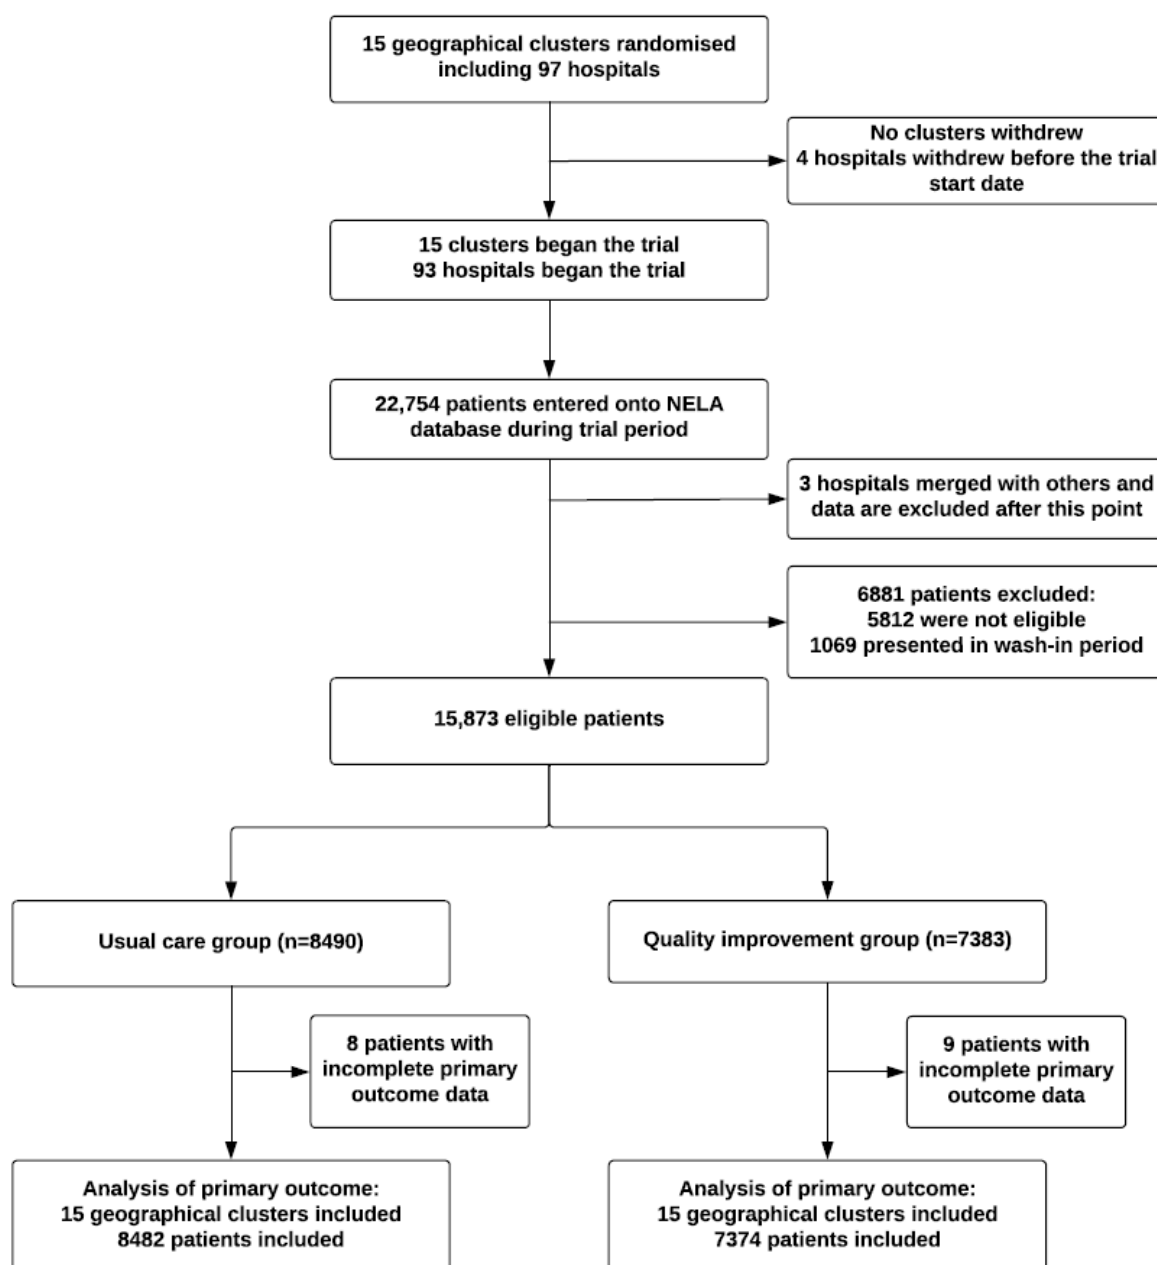 15 geographical clusters randomised
including 97 hospitals
No clusters withdrew
4 hospitals withdrew before the trial
start date
15 clusters began the trial
93 hospitals began the trial
22,754 patients entered onto NELA
database during trial period
3 hospitals merged with others and
data are excluded after this point
6881 patients excluded:
5812 were not eligible
1069 presented in wash-in period
15,873 eligible patients
Usual care group (n=8490)
Quality improvement group (n=7383)
8 patients with
incomplete primary
outcome data
9 patients with
incomplete primary
outcome data
Analysis of primary outcome:
15 geographical clusters included
8482 patients included
Analysis of primary outcome:
15 geographical clusters included
7374 patients included